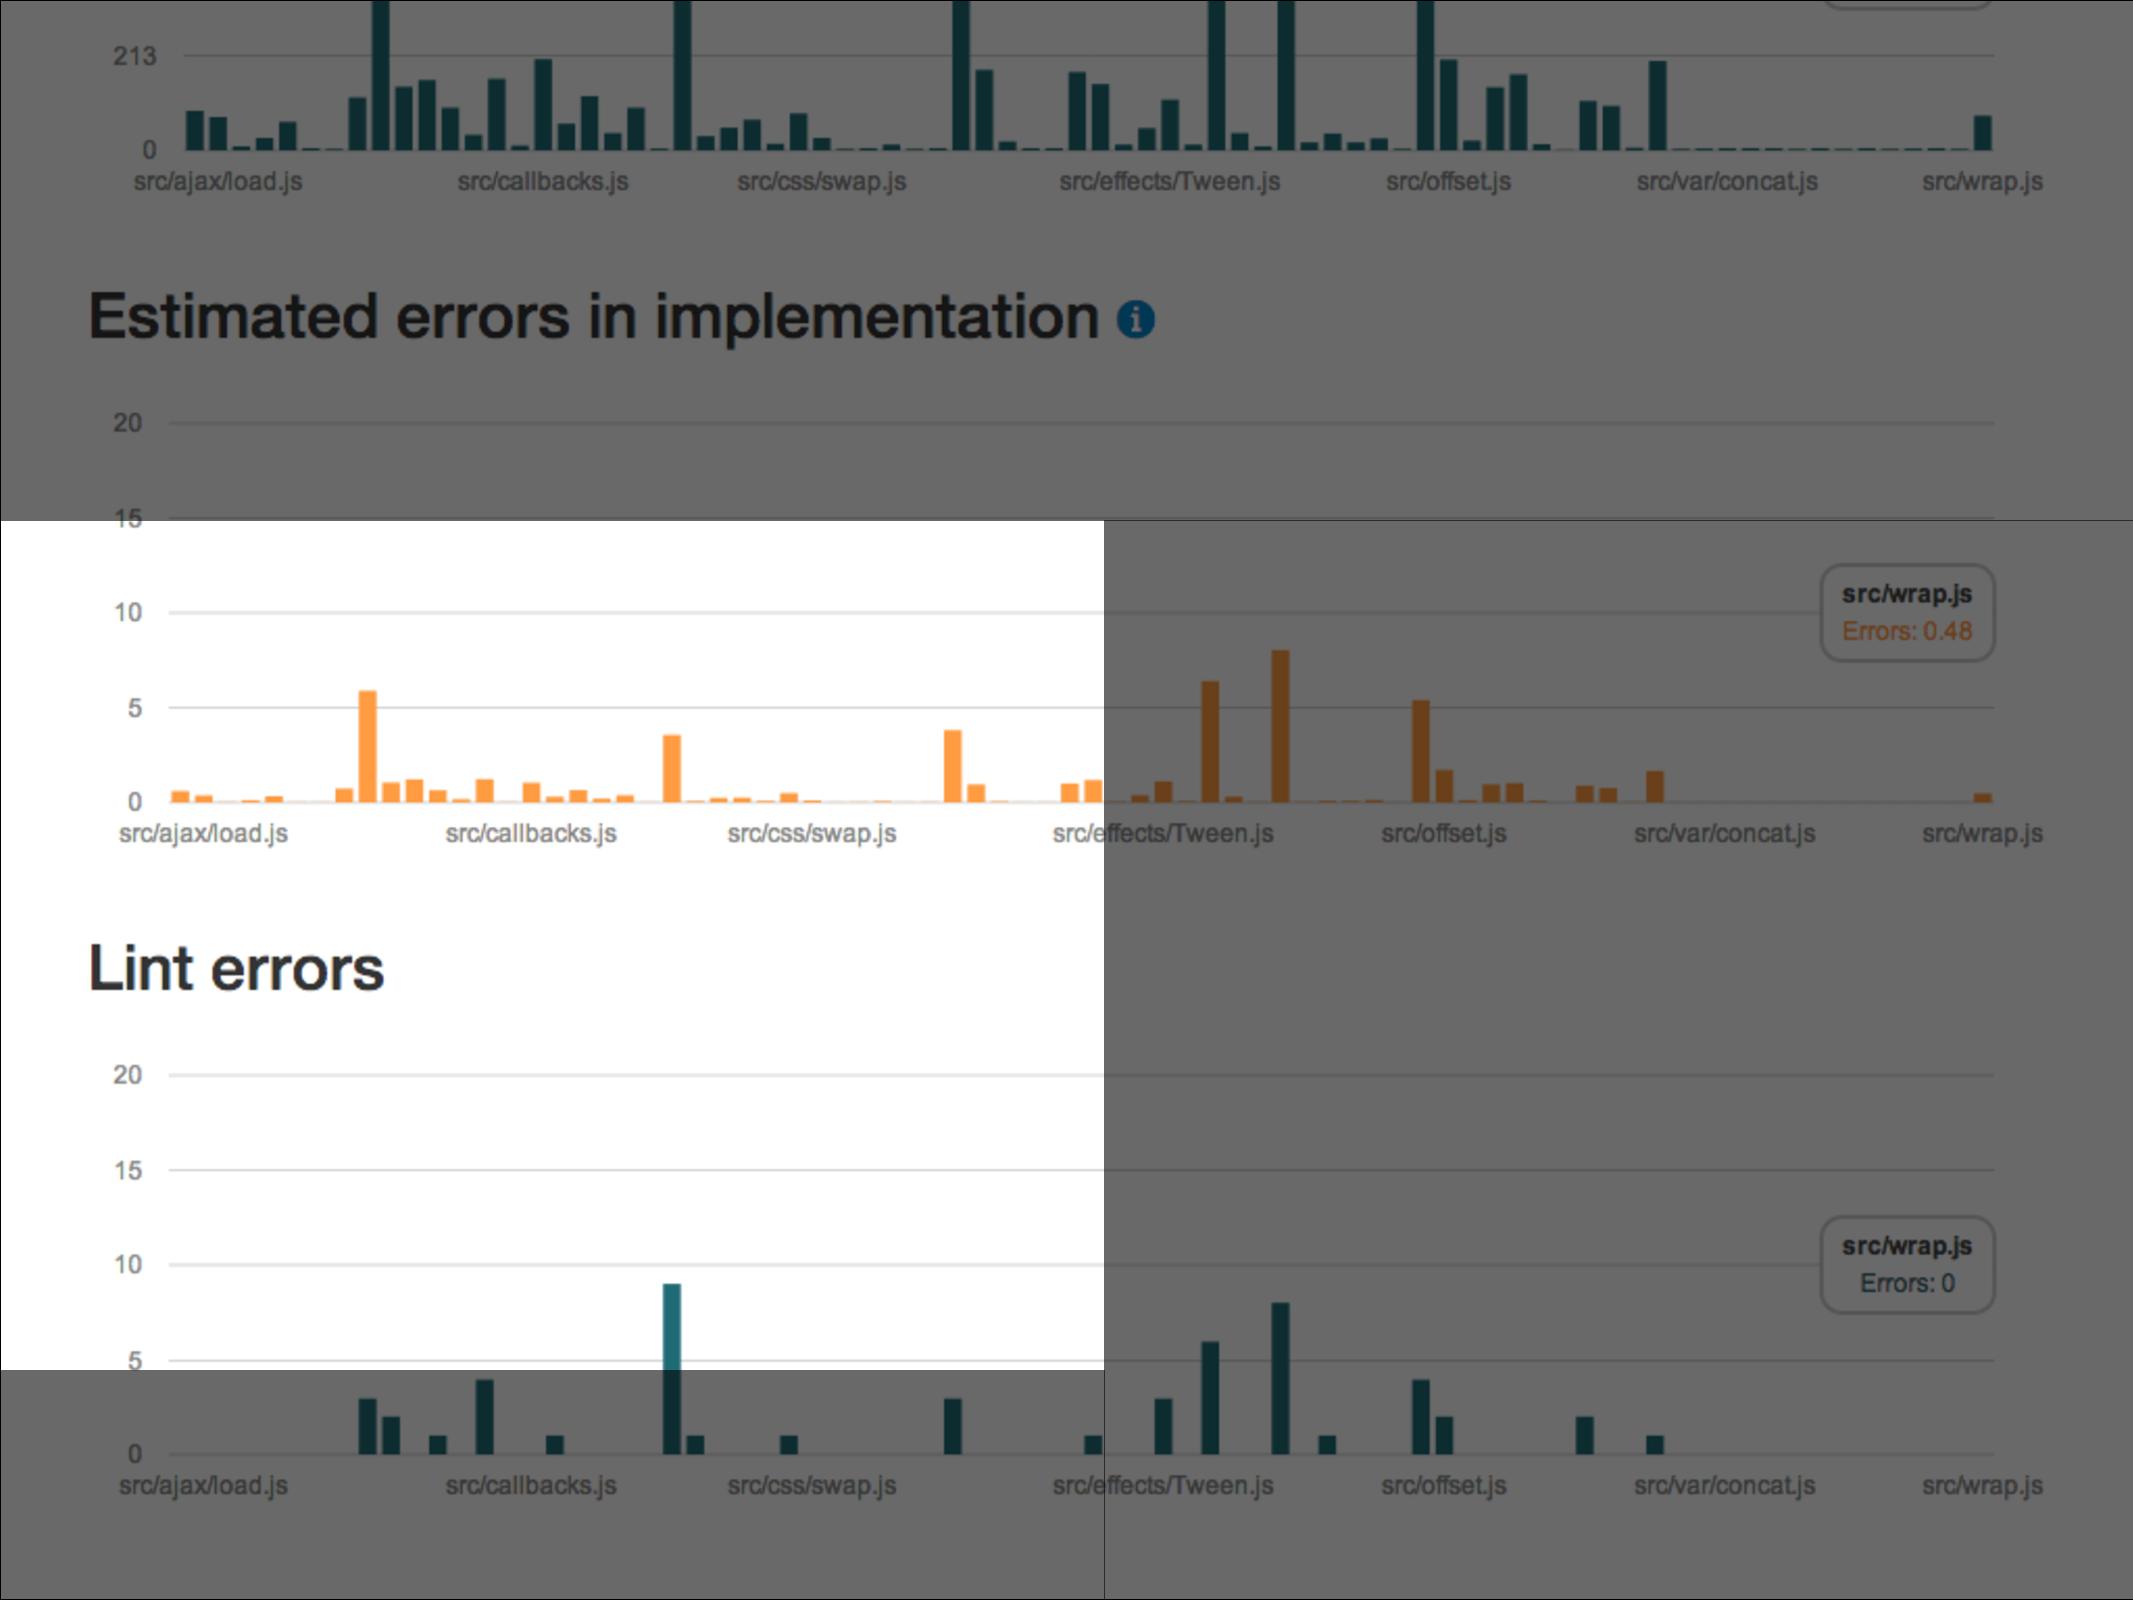 213
0
src/ajax/load.js src/callbacks.js src/css/swap.js src/effects/Tween.js src/offset.js src/var/concat.js src/wrap.js
Estimated errors in implementation i
20
15
10
src/wrap.js
Errors: 0.48
5
0
src/ajax/load.js src/callbacks.js src/css/swap.js src/effects/Tween.js src/offset.js src/var/concat.js src/wrap.js
Lint errors
20
15
10
src/wrap.js
Errors: 0
5
0
src/ajax/load.js src/callbacks.js src/css/swap.js src/effects/Tween.js src/offset.js src/var/concat.js src/wrap.js